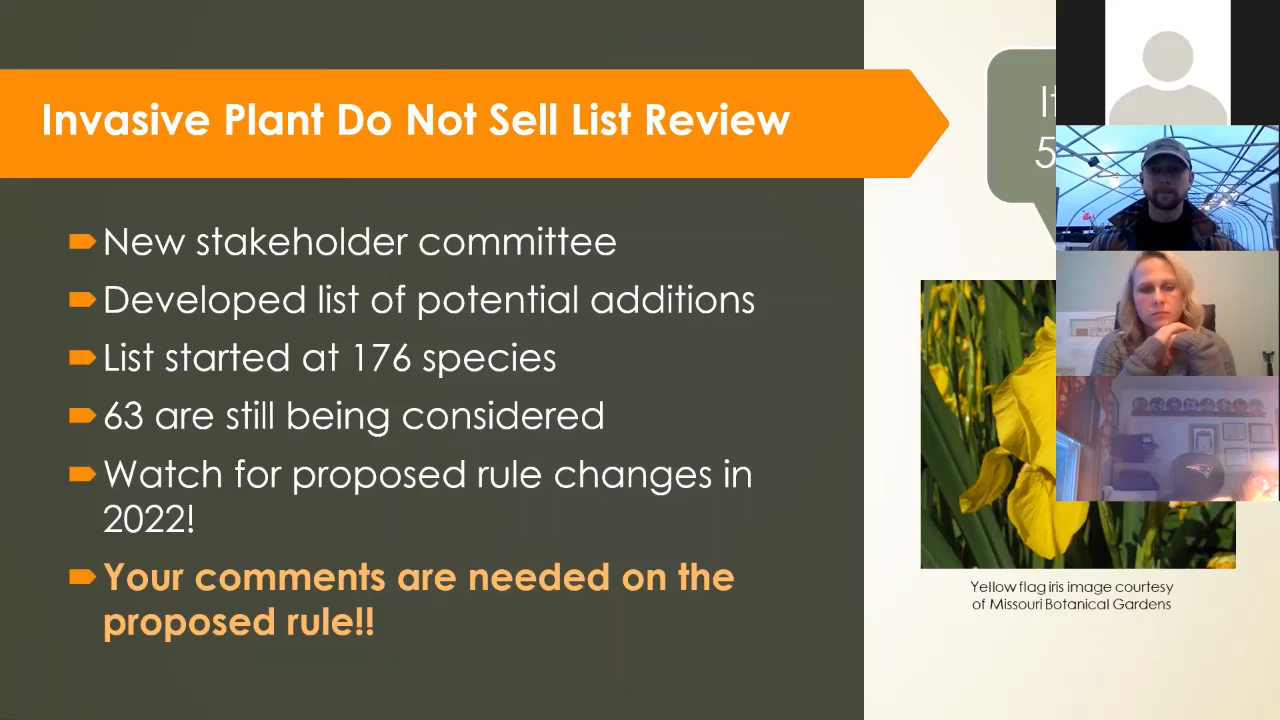 Invasive Plant Do Not Sell List Review
New stakeholder committee
Developed list of potential additions
List started at 176 species
63 are still being considered
Watch for proposed rule changes in
2022!
Your comments are needed on the
proposed rule!!
Yellow flag iris image courtesy
of Missouri Botanical Gardens